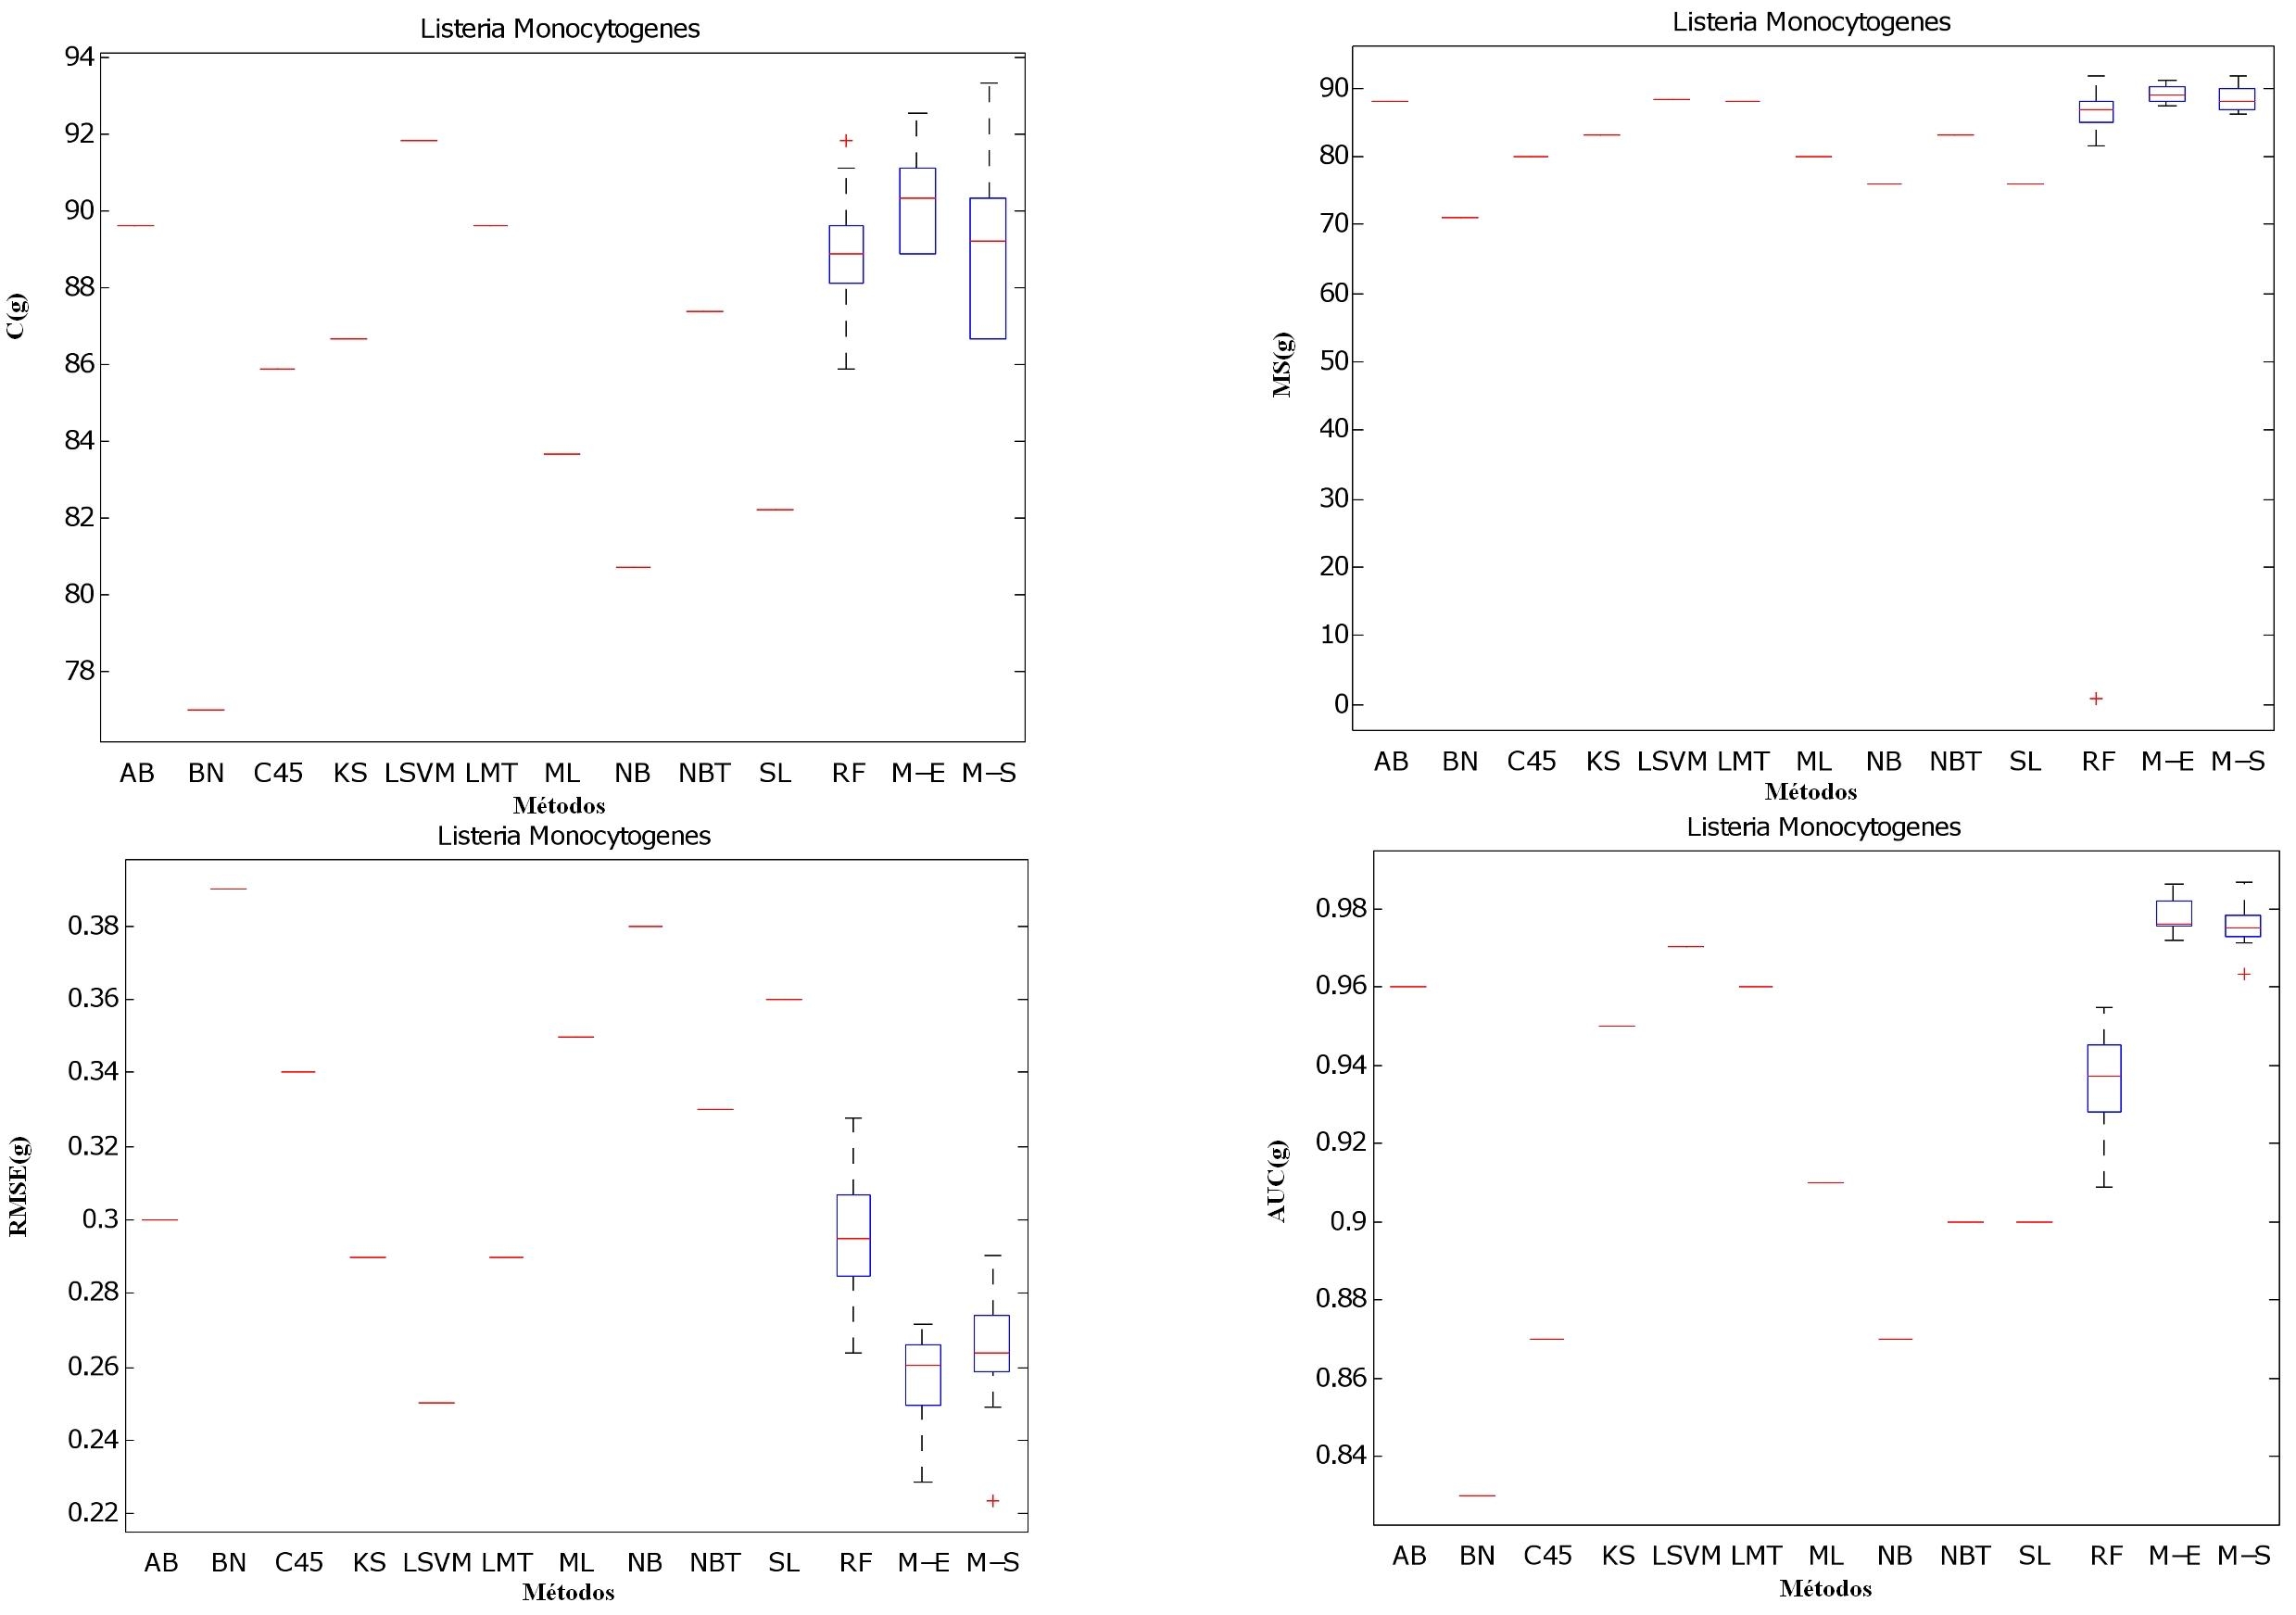 Listeria Monocytogenes
94
92
90
88
86
84
82
80
78
C(g)
AB BN C45 KS LSVM LMT ML NB NBT SL RF M−E M−S
Métodos
Listeria Monocytogenes
90
80
70
60
50
40
30
20
10
0
MS(g)
AB BN C45 KS LSVM LMT ML NB NBT SL RF M−E M−S
Métodos
Listeria Monocytogenes
0.38
0.36
0.34
0.32
0.3
0.28
0.26
0.24
0.22
RMSE(g)
AB BN C45 KS LSVM LMT ML NB NBT SL RF M−E M−S
Métodos
Listeria Monocytogenes
0.98
0.96
0.94
0.92
0.9
0.88
0.86
0.84
AUC(g)
AB BN C45 KS LSVM LMT ML NB NBT SL RF M−E M−S
Métodos